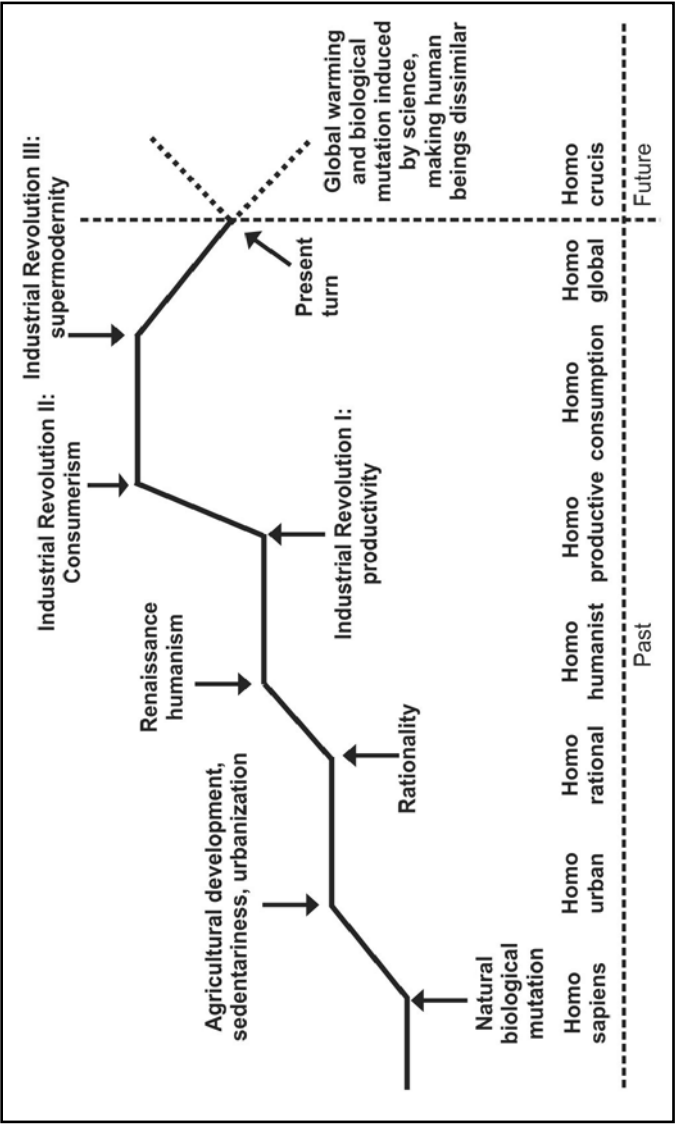 Industrial Revolution III:
supermodernity
Industrial Revolution II:
Consumerism
Renaissance
humanism
Agricultural development,
sedentariness, urbanization
Global warming
and biological
mutation induced
by science,
making human
beings dissimilar
Present
turn
Industrial Revolution I:
productivity
Rationality
Natural
biological
mutation
Homo
sapiens
Homo
urban
Homo
rational
Homo
humanist
Homo
productive
Homo
consumption
Homo
global
Homo
crucis
Past
Future